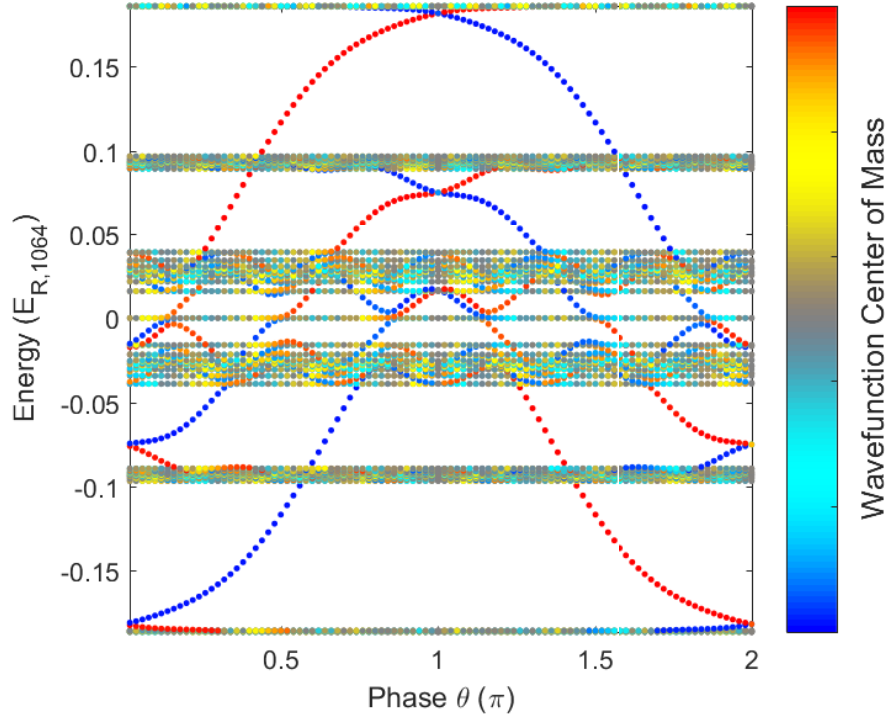 0.15
0.1
0.05
0
-0.05
-0.1
-0.15
Energy (E_R,1064)
0.5 1 1.5 2
Phase θ (π)
Wavefunction Center of Mass